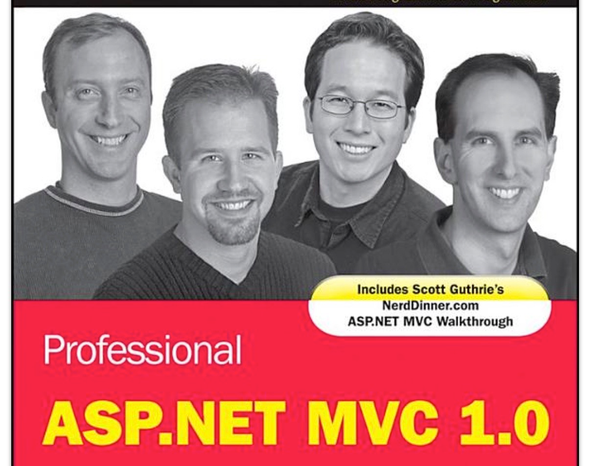 Includes Scott Guthrie's
NerdDinner.com
ASP.NET MVC Walkthrough
Professional
ASP.NET MVC 1.0